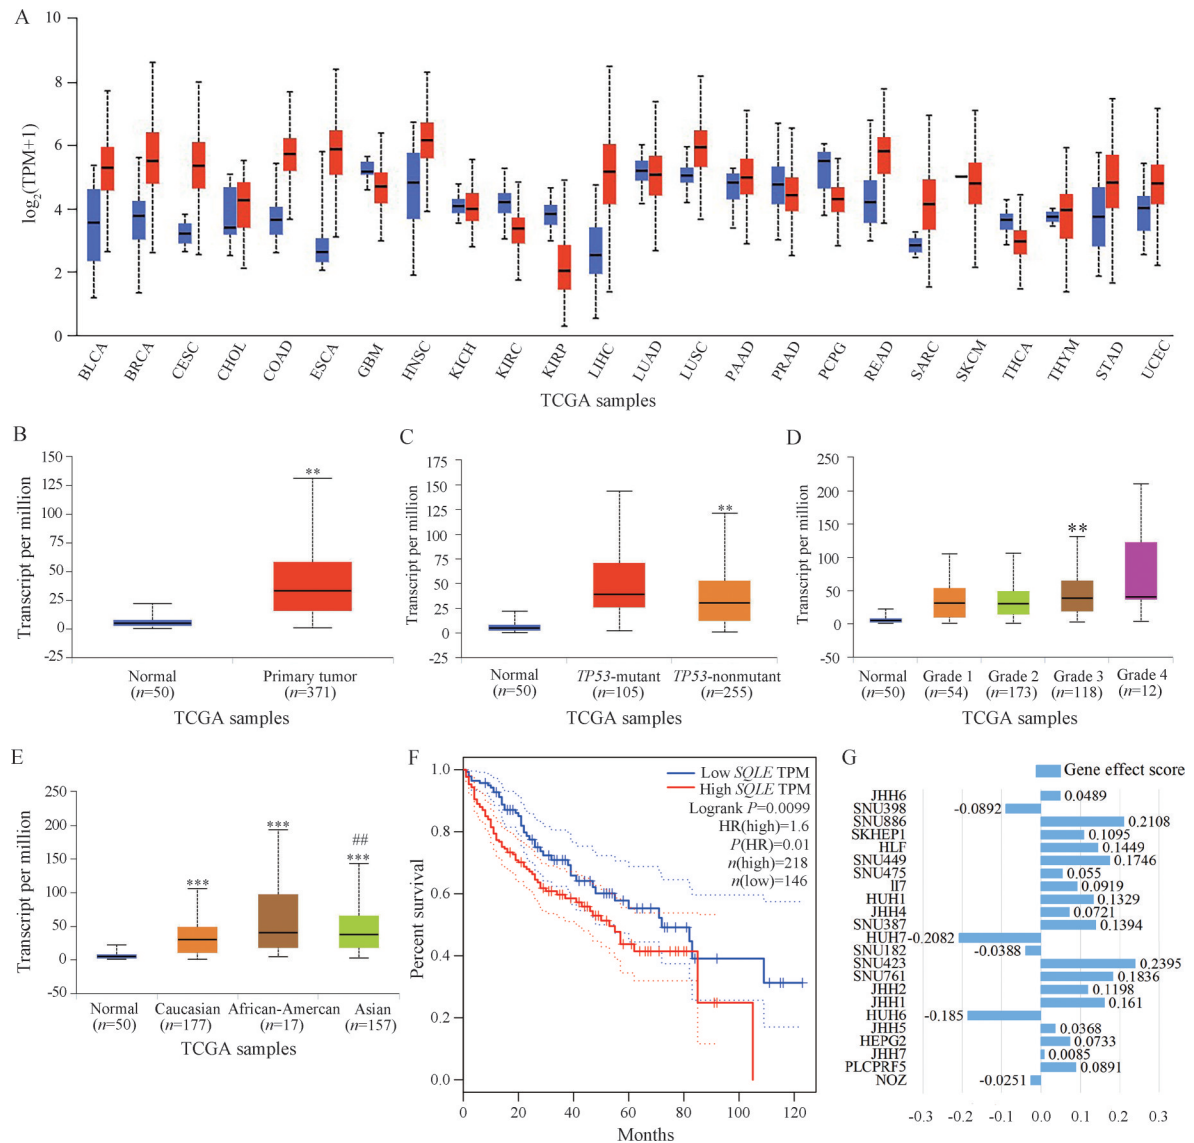 A
log2(TPM+1)
10
8
6
4
2
0
BLCA
BRCA
CESC
CHOL
COAD
ESCA
GBM
HNSC
KICH
KIRC
KIRP
LIHC
LUAD
LUSC
PAAD
PRAD
PCPG
READ
SARC
SKCM
THCA
THYM
STAD
UCEC
TCGA samples
B
Transcript per million
150
125
100
75
50
25
0
-25
**
Normal
(n=50)
Primary tumor
(n=371)
TCGA samples
C
Transcript per million
175
150
125
100
75
50
25
0
-25
**
Normal
(n=50)
TP53-mutant
(n=105)
TP53-nonmutant
(n=255)
TCGA samples
D
Transcript per million
250
200
150
100
50
0
-50
**
Normal
(n=50)
Grade 1
(n=54)
Grade 2
(n=173)
Grade 3
(n=118)
Grade 4
(n=12)
TCGA samples
E
Transcript per million
250
200
150
100
50
0
-50
***
***
##
***
Normal
(n=50)
Caucasian
(n=177)
African-Amercan
(n=17)
Asian
(n=157)
TCGA samples
F
Percent survival
1.0
0.8
0.6
0.4
0.2
0.0
Low SQLE TPM
High SQLE TPM
Logrank P=0.0099
HR(high)=1.6
P(HR)=0.01
n(high)=218
n(low)=146
0 20 40 60 80 100 120
Months
G
Gene effect score
JHH6 0.0489
SNU398 -0.0892
SNU886 0.2108
SKHEP1 0.1095
HLF 0.1449
SNU449 0.1746
SNU475 0.055
li7 0.0919
HUH1 0.1329
JHH4 0.0721
SNU387 0.1394
HUH7 -0.2082
SNU182 -0.0388
SNU423 0.2395
SNU761 0.1836
JHH2 0.1198
JHH1 0.161
HUH6 -0.185
JHH5 0.0368
HEPG2 0.0733
JHH7 0.0085
PLCPRF5 0.0891
NOZ -0.0251
-0.3 -0.2 -0.1 0.0 0.1 0.2 0.3